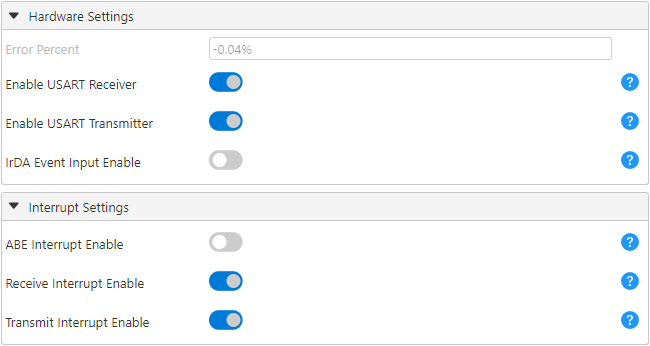 Hardware Settings
Error Percent -0.04%
Enable USART Receiver ?
Enable USART Transmitter ?
IrDA Event Input Enable ?
Interrupt Settings
ABE Interrupt Enable ?
Receive Interrupt Enable ?
Transmit Interrupt Enable ?